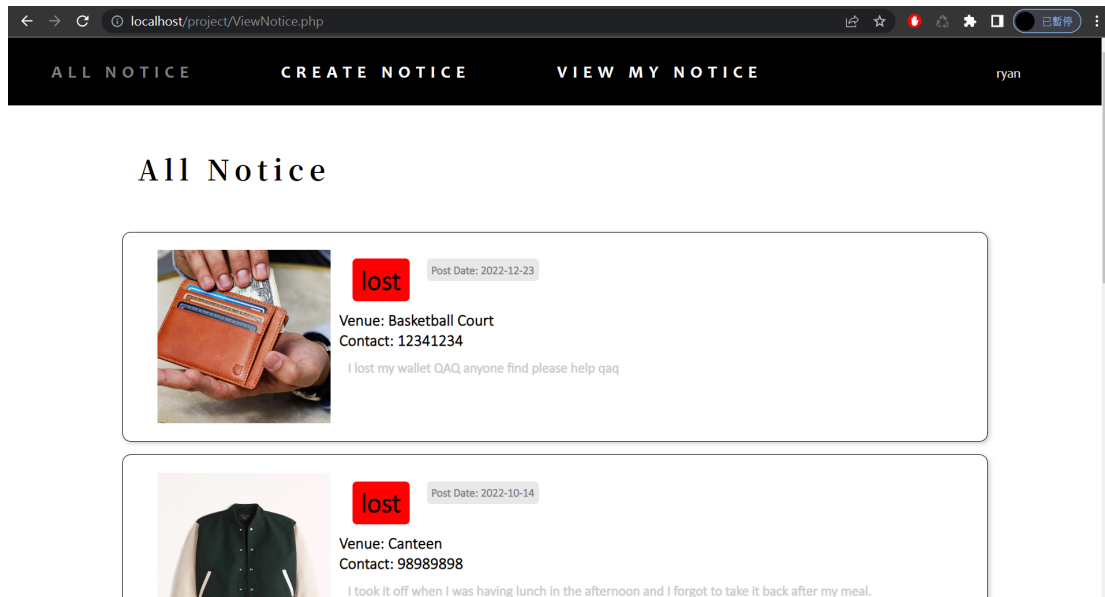 localhost/project/ViewNotice.php
已暫停
ALL NOTICE CREATE NOTICE VIEW MY NOTICE ryan
All Notice
lost Post Date: 2022-12-23
Venue: Basketball Court
Contact: 12341234
I lost my wallet QAQ anyone find please help qaq
lost Post Date: 2022-10-14
Venue: Canteen
Contact: 98989898
I took it off when I was having lunch in the afternoon and I forgot to take it back after my meal.